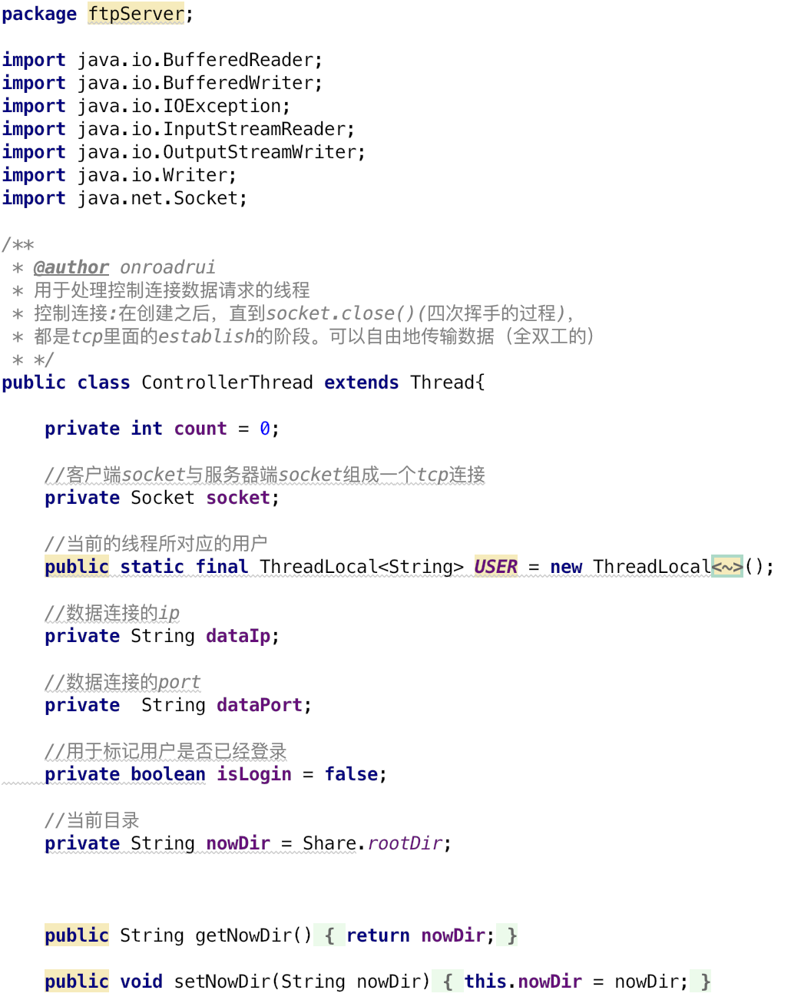 package ftpServer;
import java.io.BufferedReader;
import java.io.BufferedWriter;
import java.io.IOException;
import java.io.InputStreamReader;
import java.io.OutputStreamWriter;
import java.io.Writer;
import java.net.Socket;
/**
 * @author onroadrui
 * 用于处理控制连接数据请求的线程
 * 控制连接:在创建之后，直到socket.close()(四次挥手的过程)，
 * 都是tcp里面的establish的阶段。可以自由地传输数据（全双工的）
 * */
public class ControllerThread extends Thread{
    private int count = 0;
    //客户端socket与服务器端socket组成一个tcp连接
    private Socket socket;
    //当前的线程所对应的用户
    public static final ThreadLocal<String> USER = new ThreadLocal<~>();
    //数据连接的ip
    private String dataIp;
    //数据连接的port
    private  String dataPort;
    //用于标记用户是否已经登录
    private boolean isLogin = false;
    //当前目录
    private String nowDir = Share.rootDir;
    public String getNowDir() { return nowDir; }
    public void setNowDir(String nowDir) { this.nowDir = nowDir; }